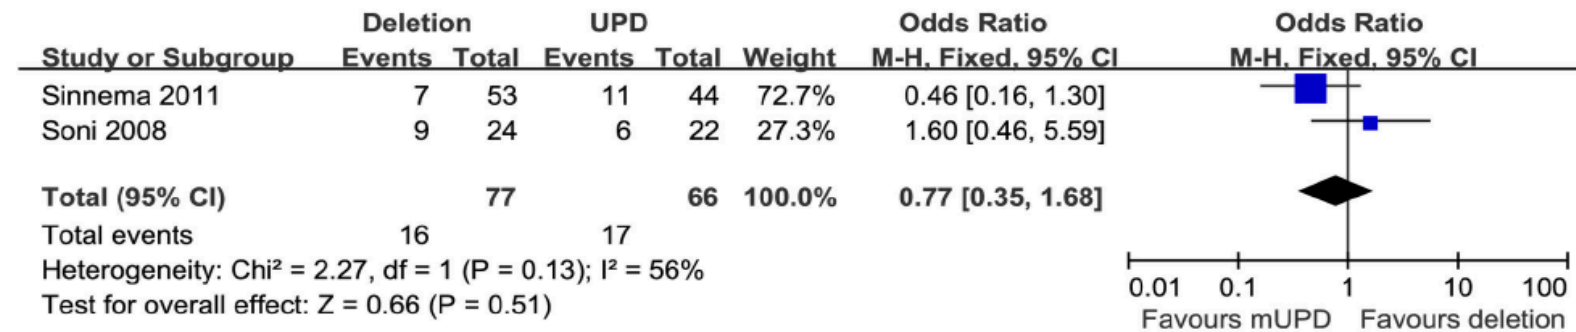 Deletion UPD Odds Ratio Odds Ratio
Study or Subgroup Events Total Events Total Weight M-H, Fixed, 95% CI M-H, Fixed, 95% CI
Sinnema 2011 7 53 11 44 72.7% 0.46 [0.16, 1.30]
Soni 2008 9 24 6 22 27.3% 1.60 [0.46, 5.59]
Total (95% CI) 77 66 100.0% 0.77 [0.35, 1.68]
Total events 16 17
Heterogeneity: Chi² = 2.27, df = 1 (P = 0.13); I² = 56%
Test for overall effect: Z = 0.66 (P = 0.51)
0.01 0.1 1 10 100
Favours mUPD Favours deletion